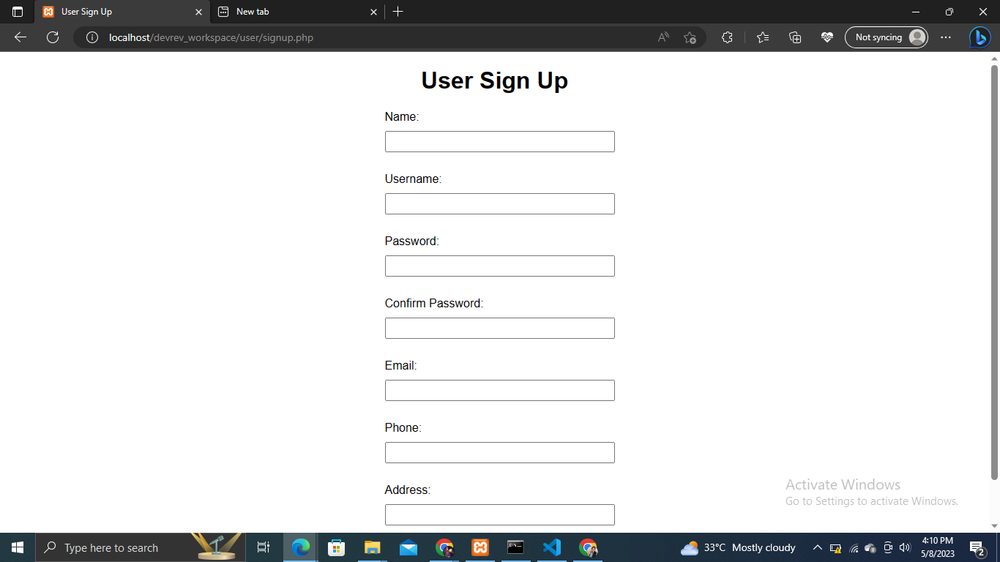 User Sign Up
New tab
localhost/devrev_workspace/user/signup.php
Not syncing
User Sign Up
Name:
Username:
Password:
Confirm Password:
Email:
Phone:
Address:
Activate Windows
Go to Settings to activate Windows.
Type here to search
33°C Mostly cloudy
4:10 PM
5/8/2023
2